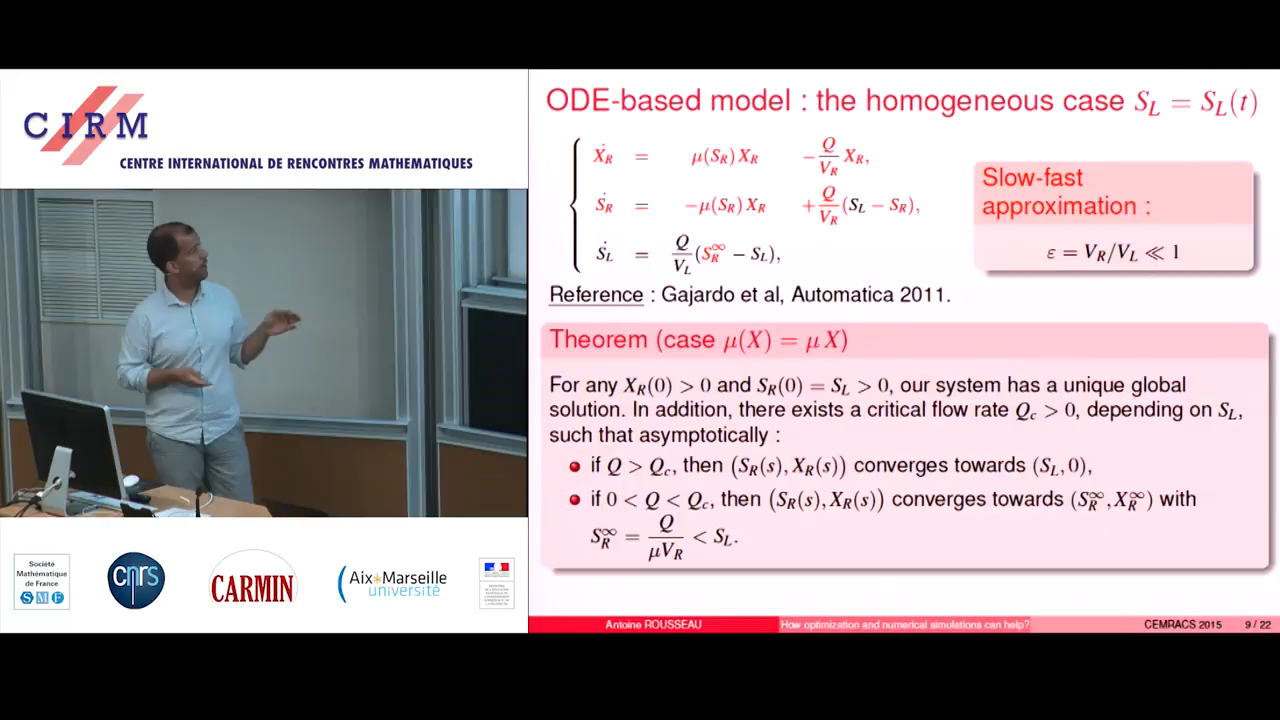 CIRM
CENTRE INTERNATIONAL DE RENCONTRES MATHEMATIQUES
ODE-based model : the homogeneous case S_L = S_L(t)
Ẋ_R = μ(S_R) X_R − Q/V_R X_R,
Ṡ_R = −μ(S_R) X_R + Q/V_R (S_L − S_R),
Ṡ_L = Q/V_L (S_R^∞ − S_L),
Slow-fast
approximation :
ε = V_R/V_L ≪ 1
Reference : Gajardo et al, Automatica 2011.
Theorem (case μ(X) = μ X)
For any X_R(0) > 0 and S_R(0) = S_L > 0, our system has a unique global
solution. In addition, there exists a critical flow rate Q_c > 0, depending on S_L,
such that asymptotically :
if Q > Q_c, then (S_R(s), X_R(s)) converges towards (S_L, 0),
if 0 < Q < Q_c, then (S_R(s), X_R(s)) converges towards (S_R^∞, X_R^∞) with
S_R^∞ = Q/μV_R < S_L.
Société
Mathématique
de France
S M F
cnrs
CARMIN
Aix*Marseille
université
Antoine ROUSSEAU
How optimization and numerical simulations can help?
CEMRACS 2015
9 / 22